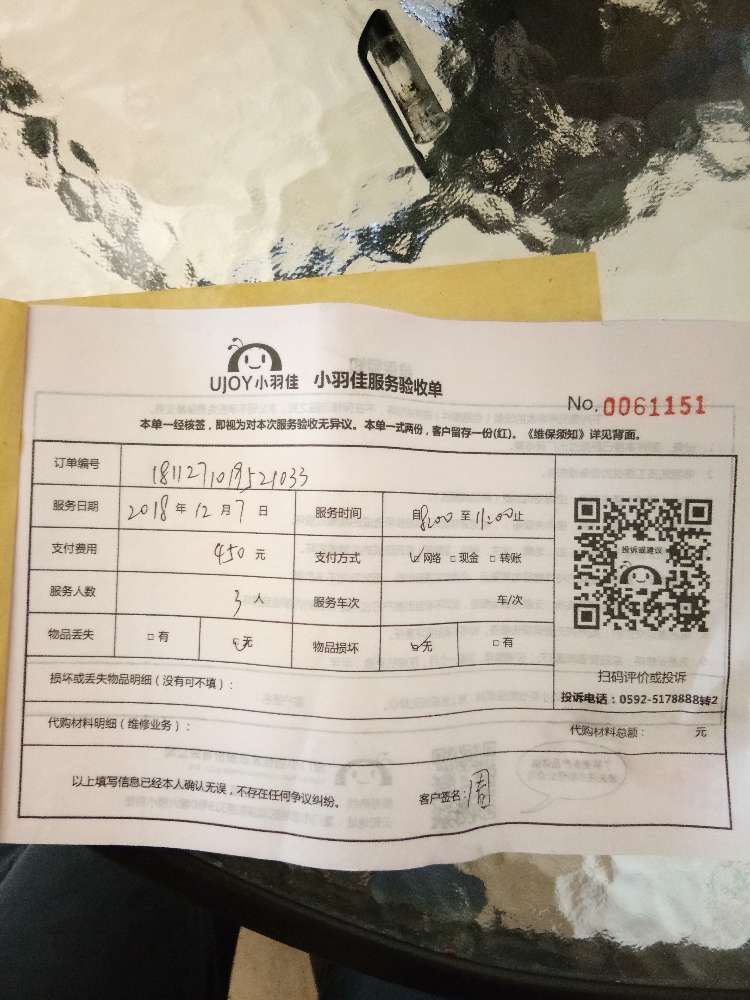 UJOY小羽佳 小羽佳服务验收单
No. 0061151
本单一经核签，即视为对本次服务验收无异议。本单一式两份，客户留存一份(红)。《维保须知》详见背面。
订单编号 1811271019521033
服务日期 2018 年 12 月 7 日 服务时间 自 8:00 至 11:00 止
支付费用 450 元 支付方式 ☑网络 □现金 □转账
服务人数 3 人 服务车次 车/次
物品丢失 □有 ☑无 物品损坏 ☑无 □有
投诉或建议
扫码评价或投诉
损坏或丢失物品明细（没有可不填）：
投诉电话：0592-5178888转2
代购材料明细（维修业务）： 代购材料总额： 元
以上填写信息已经本人确认无误，不存在任何争议纠纷。 客户签名：周